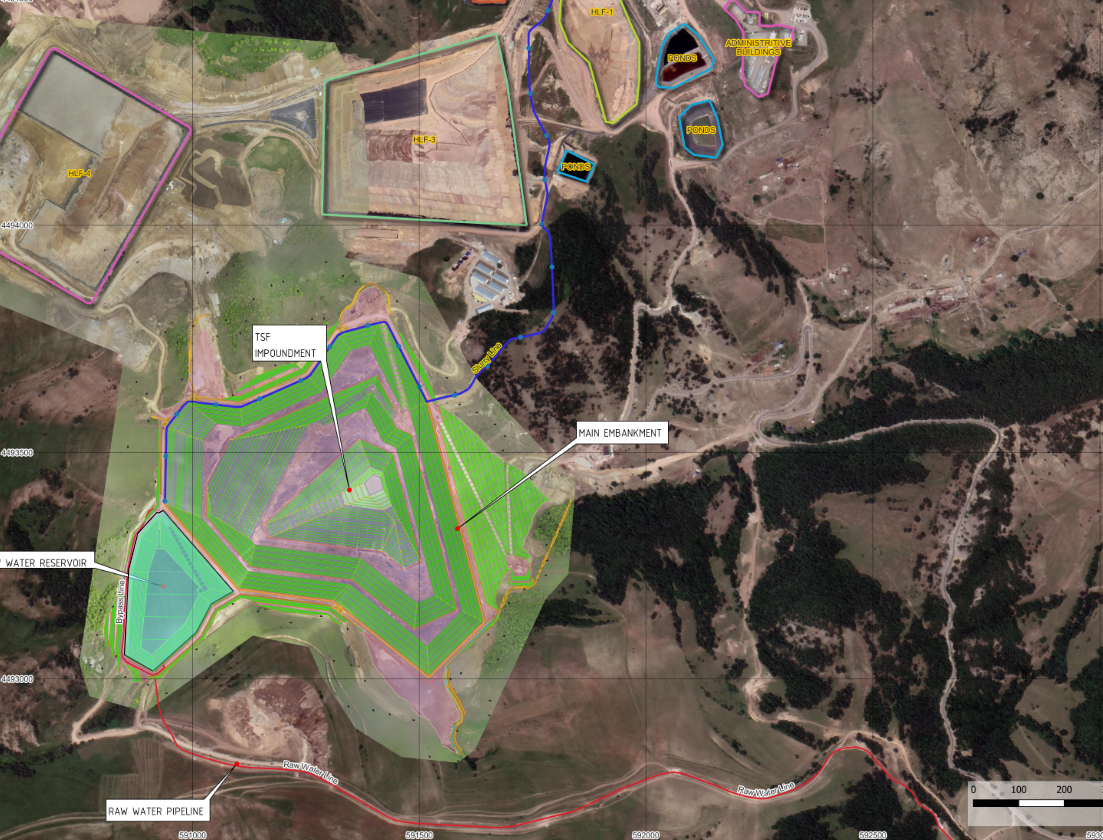 HLF-1
ADMINISTRITIVE
BUILDINGS
PONDS
PONDS
HLF-3
PONDS
HLF-4
4494000
TSF
IMPOUNDMENT
Slurry Line
MAIN EMBANKMENT
4493500
WATER RESERVOIR
Bypass Line
4493000
Raw Water Line
Raw Water Line
RAW WATER PIPELINE
0 100 200
591000
591500
592000
592500